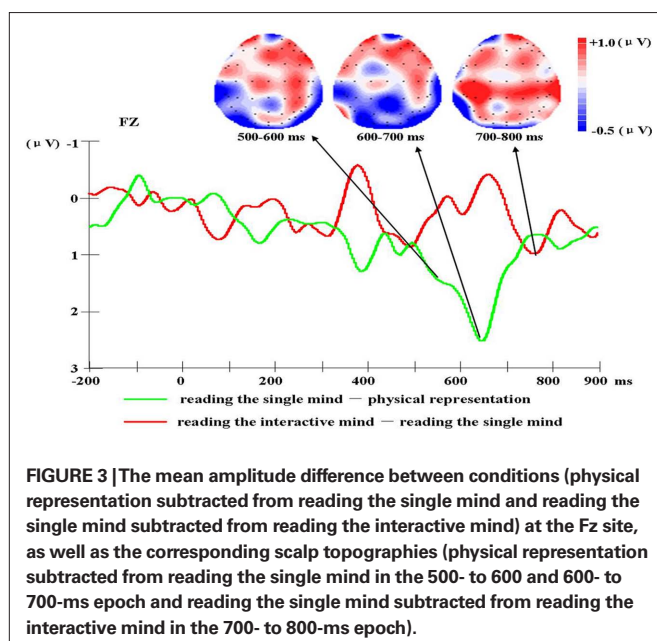 +1.0 (μ V)
-0.5 (μ V)
500-600 ms 600-700 ms 700-800 ms
FZ
(μ V)
-1
0
1
2
3
-200 0 200 400 600 800 900 ms
reading the single mind — physical representation
reading the interactive mind — reading the single mind
FIGURE 3 | The mean amplitude difference between conditions (physical
representation subtracted from reading the single mind and reading the
single mind subtracted from reading the interactive mind) at the Fz site,
as well as the corresponding scalp topographies (physical representation
subtracted from reading the single mind in the 500- to 600 and 600- to
700-ms epoch and reading the single mind subtracted from reading the
interactive mind in the 700- to 800-ms epoch).